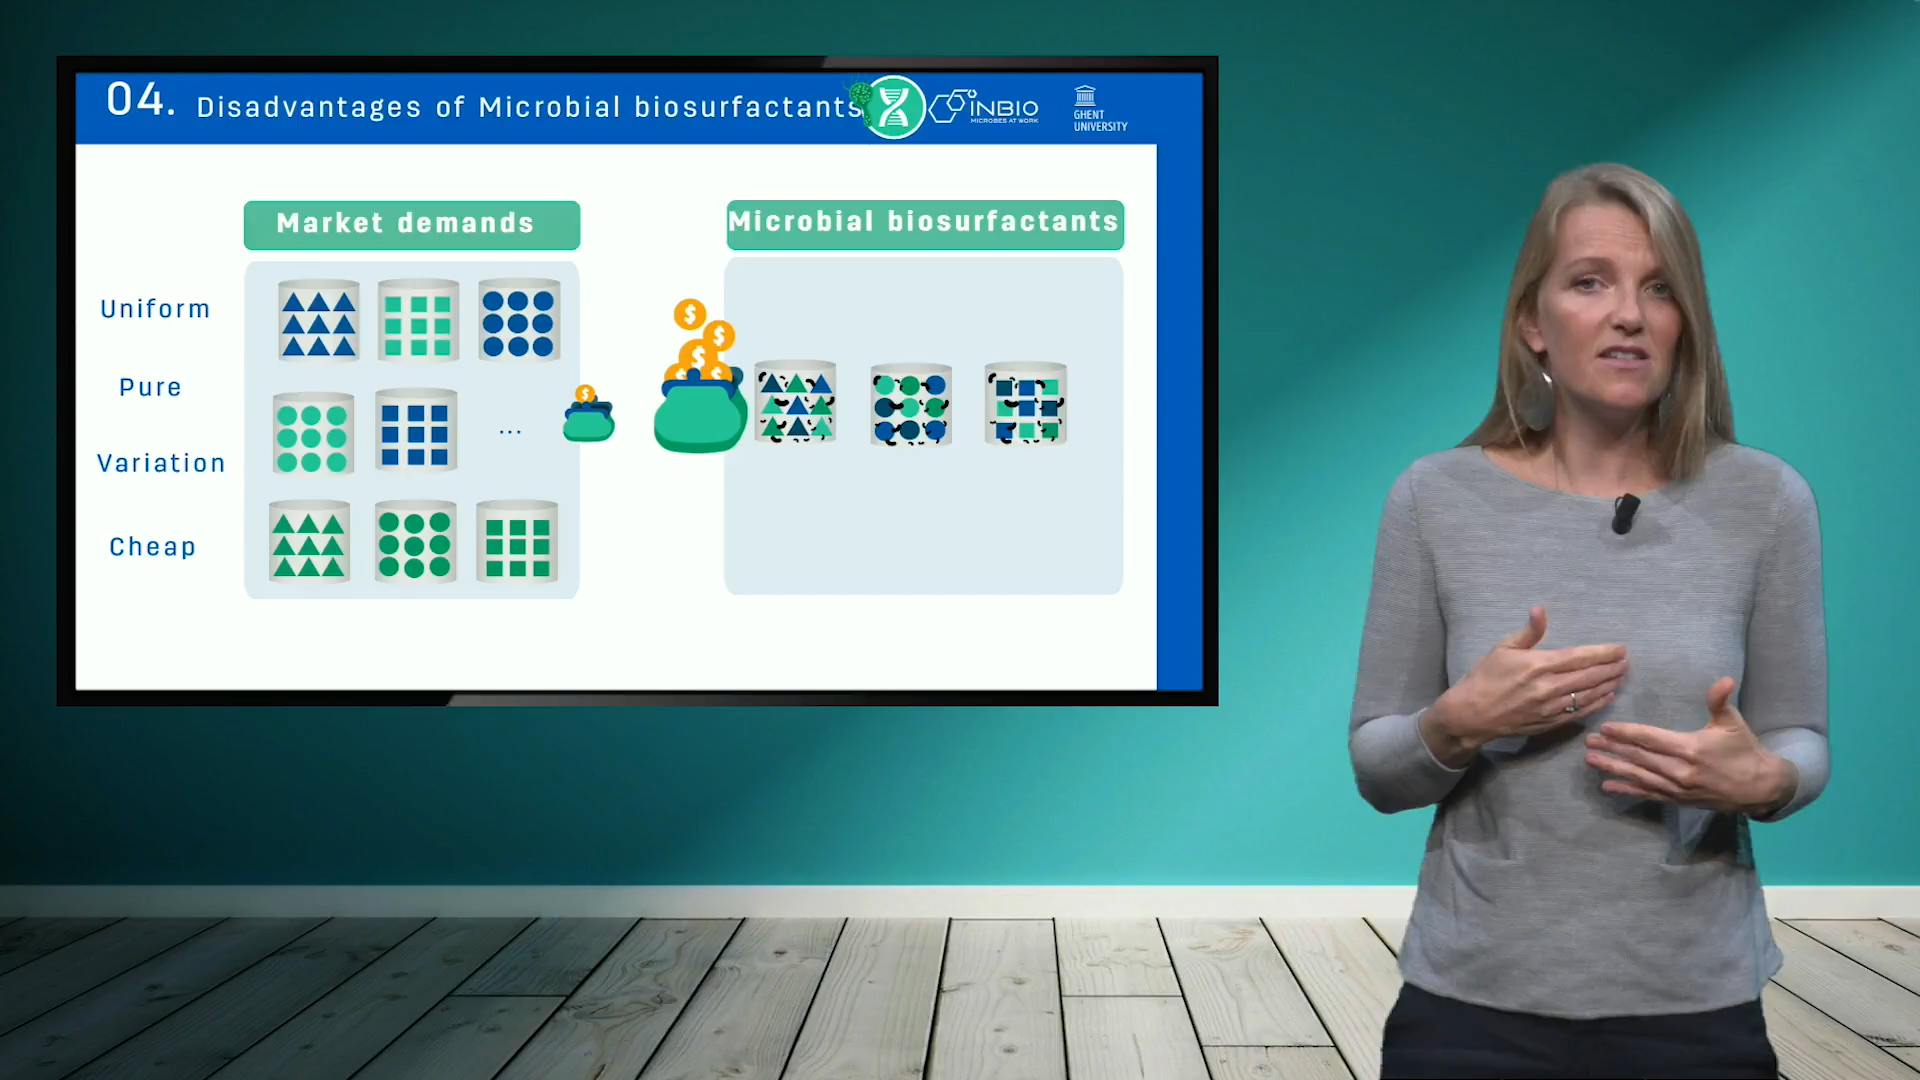 04. Disadvantages of Microbial biosurfactants
INBIO
MICROBES AT WORK
GHENT
UNIVERSITY
Market demands
Microbial biosurfactants
Uniform
Pure
Variation
Cheap
...
$
$
$
$